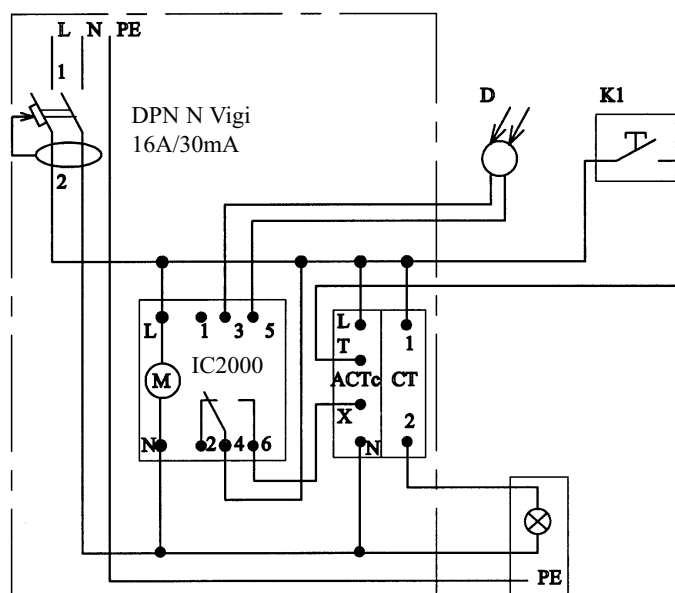 L N PE
1
DPN N Vigi
16A/30mA
2
D
K1
L 1 3 5
IC2000
M
N 2 4 6
L
T
ACTc
X
N
1
CT
2
PE